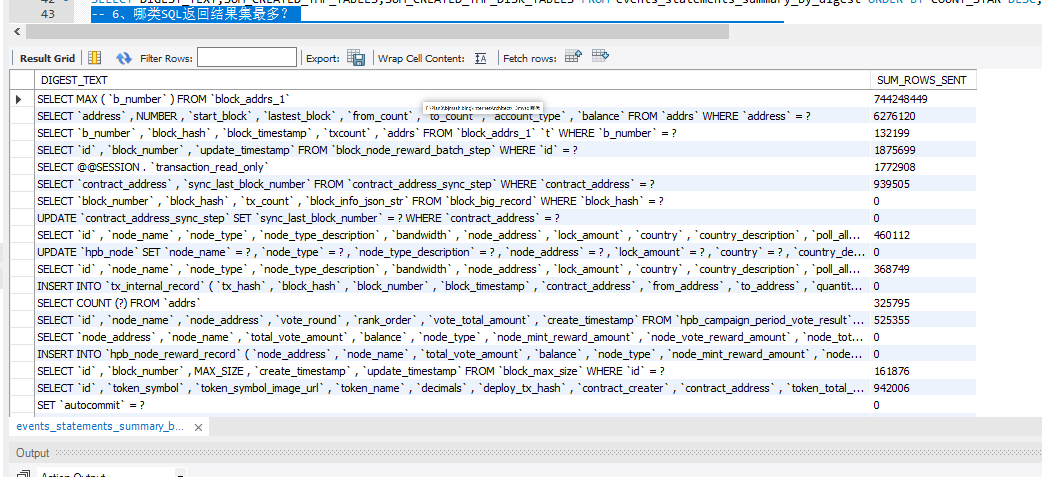 42
SELECT DIGEST_TEXT,SUM_CREATED_TMP_TABLES,SUM_CREATED_TMP_DISK_TABLES FROM events_statements_summary_by_digest ORDER BY COUNT_STAR DESC,
43 -- 6、哪类SQL返回结果集最多？
Result Grid Filter Rows: Export: Wrap Cell Content: Fetch rows:
DIGEST_TEXT SUM_ROWS_SENT
SELECT MAX ( `b_number` ) FROM `block_addrs_1` 744248449
SELECT `address` , NUMBER , `start_block` , `lastest_block` , `from_count` , `to_count` , `account_type` , `balance` FROM `addrs` WHERE `address` = ? 6276120
SELECT `b_number` , `block_hash` , `block_timestamp` , `txcount` , `addrs` FROM `block_addrs_1` `t` WHERE `b_number` = ? 132199
SELECT `id` , `block_number` , `update_timestamp` FROM `block_node_reward_batch_step` WHERE `id` = ? 1875699
SELECT @@SESSION . `transaction_read_only` 1772908
SELECT `contract_address` , `sync_last_block_number` FROM `contract_address_sync_step` WHERE `contract_address` = ? 939505
SELECT `block_number` , `block_hash` , `tx_count` , `block_info_json_str` FROM `block_big_record` WHERE `block_hash` = ? 0
UPDATE `contract_address_sync_step` SET `sync_last_block_number` = ? WHERE `contract_address` = ? 0
SELECT `id` , `node_name` , `node_type` , `node_type_description` , `bandwidth` , `node_address` , `lock_amount` , `country` , `country_description` , `poll_all... 460112
UPDATE `hpb_node` SET `node_name` = ? , `node_type` = ? , `node_type_description` = ? , `node_address` = ? , `lock_amount` = ? , `country` = ? , `country_de... 0
SELECT `id` , `node_name` , `node_type` , `node_type_description` , `bandwidth` , `node_address` , `lock_amount` , `country` , `country_description` , `poll_all... 368749
INSERT INTO `tx_internal_record` ( `tx_hash` , `block_hash` , `block_number` , `block_timestamp` , `contract_address` , `from_address` , `to_address` , `quantit... 0
SELECT COUNT (?) FROM `addrs` 325795
SELECT `id` , `node_name` , `node_address` , `vote_round` , `rank_order` , `vote_total_amount` , `create_timestamp` FROM `hpb_campaign_period_vote_result`... 525355
SELECT `node_address` , `node_name` , `total_vote_amount` , `balance` , `node_type` , `node_mint_reward_amount` , `node_vote_reward_amount` , `node_tot... 0
INSERT INTO `hpb_node_reward_record` ( `node_address` , `node_name` , `total_vote_amount` , `balance` , `node_type` , `node_mint_reward_amount` , `node... 0
SELECT `id` , `block_number` , MAX_SIZE , `create_timestamp` , `update_timestamp` FROM `block_max_size` WHERE `id` = ? 161876
SELECT `id` , `token_symbol` , `token_symbol_image_url` , `token_name` , `decimals` , `deploy_tx_hash` , `contract_creater` , `contract_address` , `token_total_... 942006
SET `autocommit` = ? 0
events_statements_summary_b...
Output
Action Output